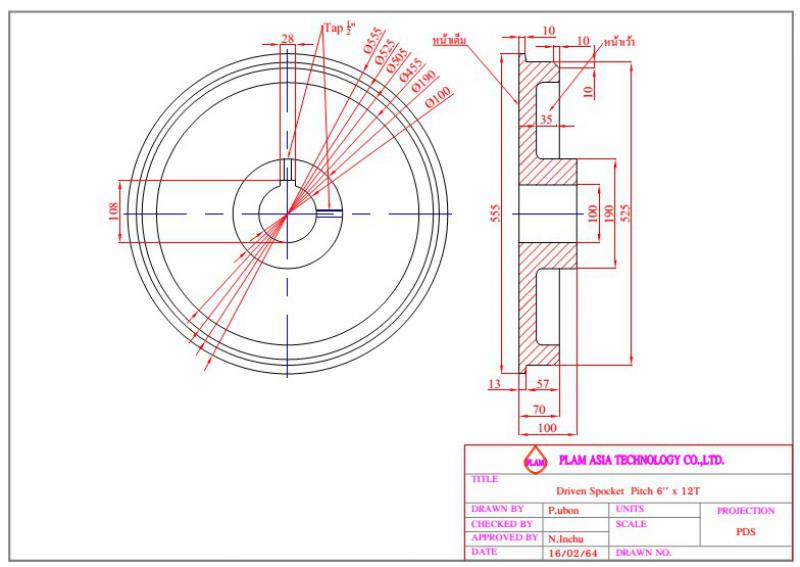 28
Tap ½"
Ø555
Ø525
Ø505
Ø455
Ø190
Ø100
108
หน้าเต็ม
10
10
หน้าเว้า
10
35
555
100
190
525
13
57
70
100
PLAM
PLAM ASIA TECHNOLOGY CO.,LTD.
TITLE
Driven Spocket Pitch 6" x 12T
DRAWN BY P.ubon UNITS PROJECTION
CHECKED BY SCALE PDS
APPROVED BY N.Inchu
DATE 16/02/64 DRAWN NO.